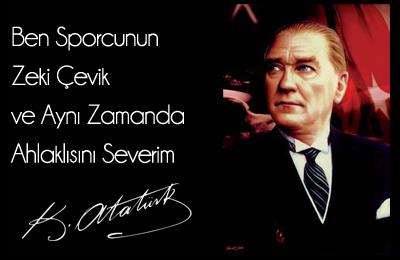 Ben Sporcunun
Zeki Çevik
ve Aynı Zamanda
Ahlaklısını Severim
K. Atatürk